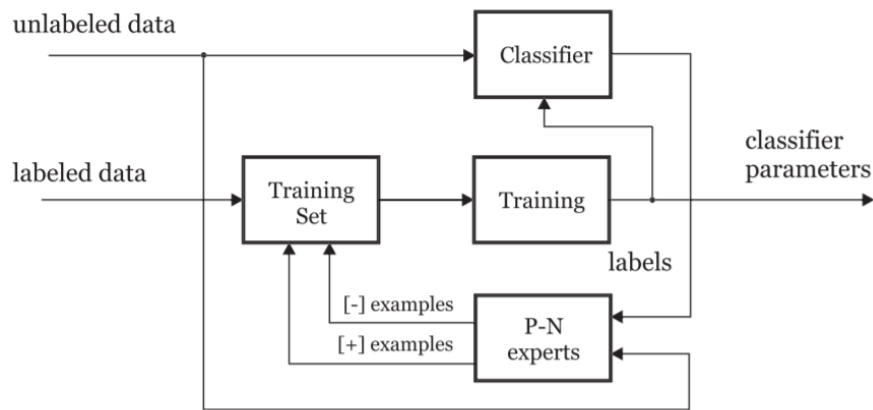 unlabeled data
Classifier
classifier
parameters
labeled data
Training
Set
Training
labels
[-] examples
[+] examples
P-N
experts